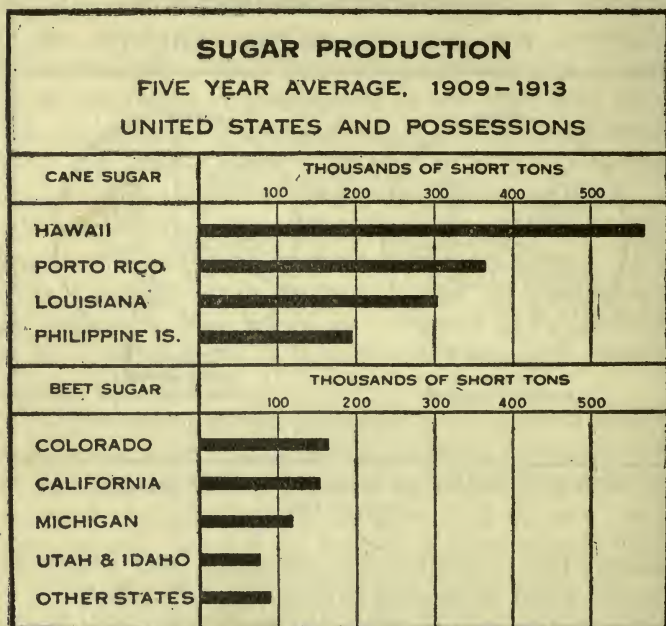 SUGAR PRODUCTION
FIVE YEAR AVERAGE, 1909-1913
UNITED STATES AND POSSESSIONS
CANE SUGAR
THOUSANDS OF SHORT TONS
100 200 300 400 500
HAWAII
PORTO RICO
LOUISIANA
PHILIPPINE IS.
BEET SUGAR
THOUSANDS OF SHORT TONS
100 200 300 400 500
COLORADO
CALIFORNIA
MICHIGAN
UTAH & IDAHO
OTHER STATES